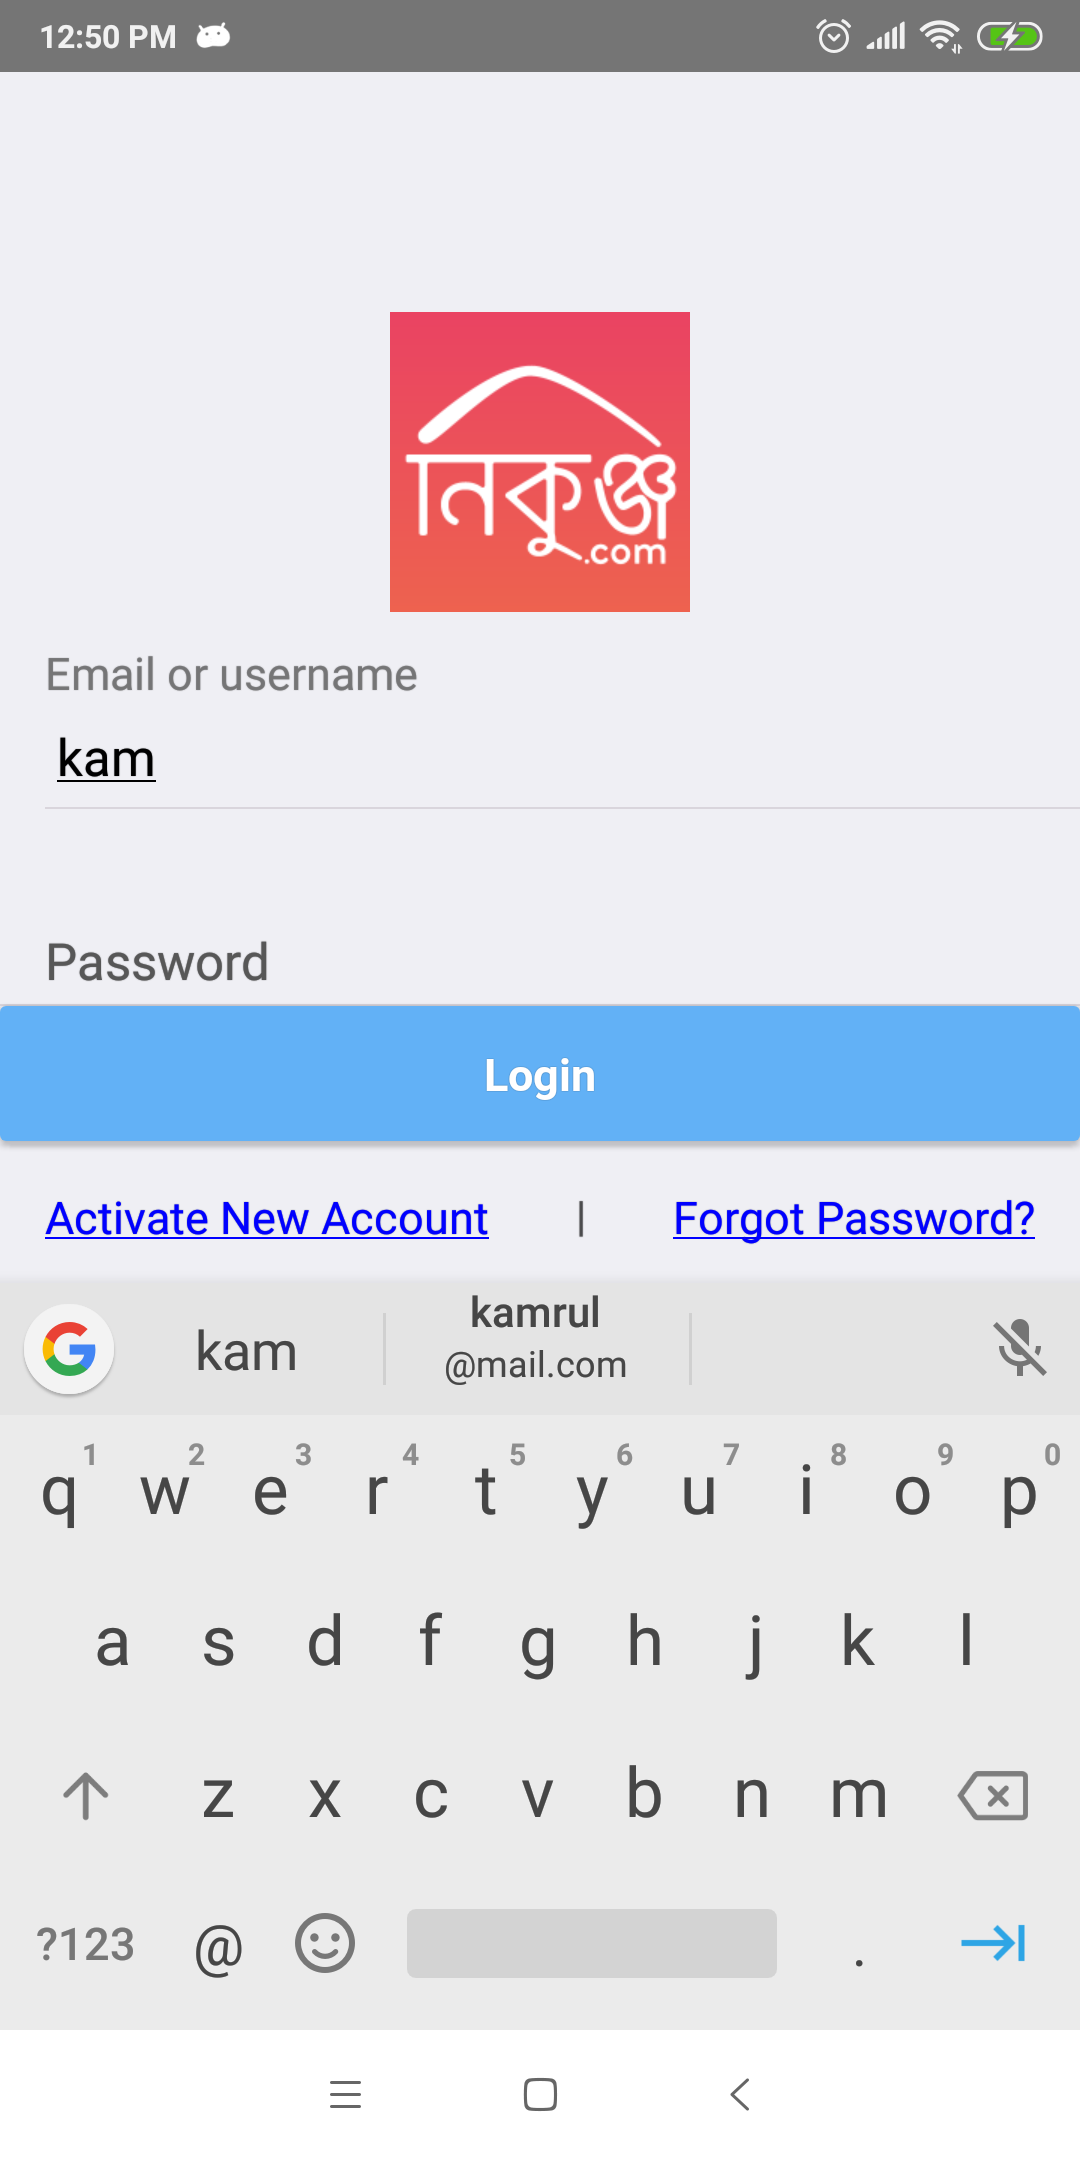 12:50 PM
নিকুঞ্জ
.com
Email or username
kam
Password
Login
Activate New Account | Forgot Password?
kam kamrul
@mail.com
1 2 3 4 5 6 7 8 9 0
q w e r t y u i o p
a s d f g h j k l
z x c v b n m
?123 @ .